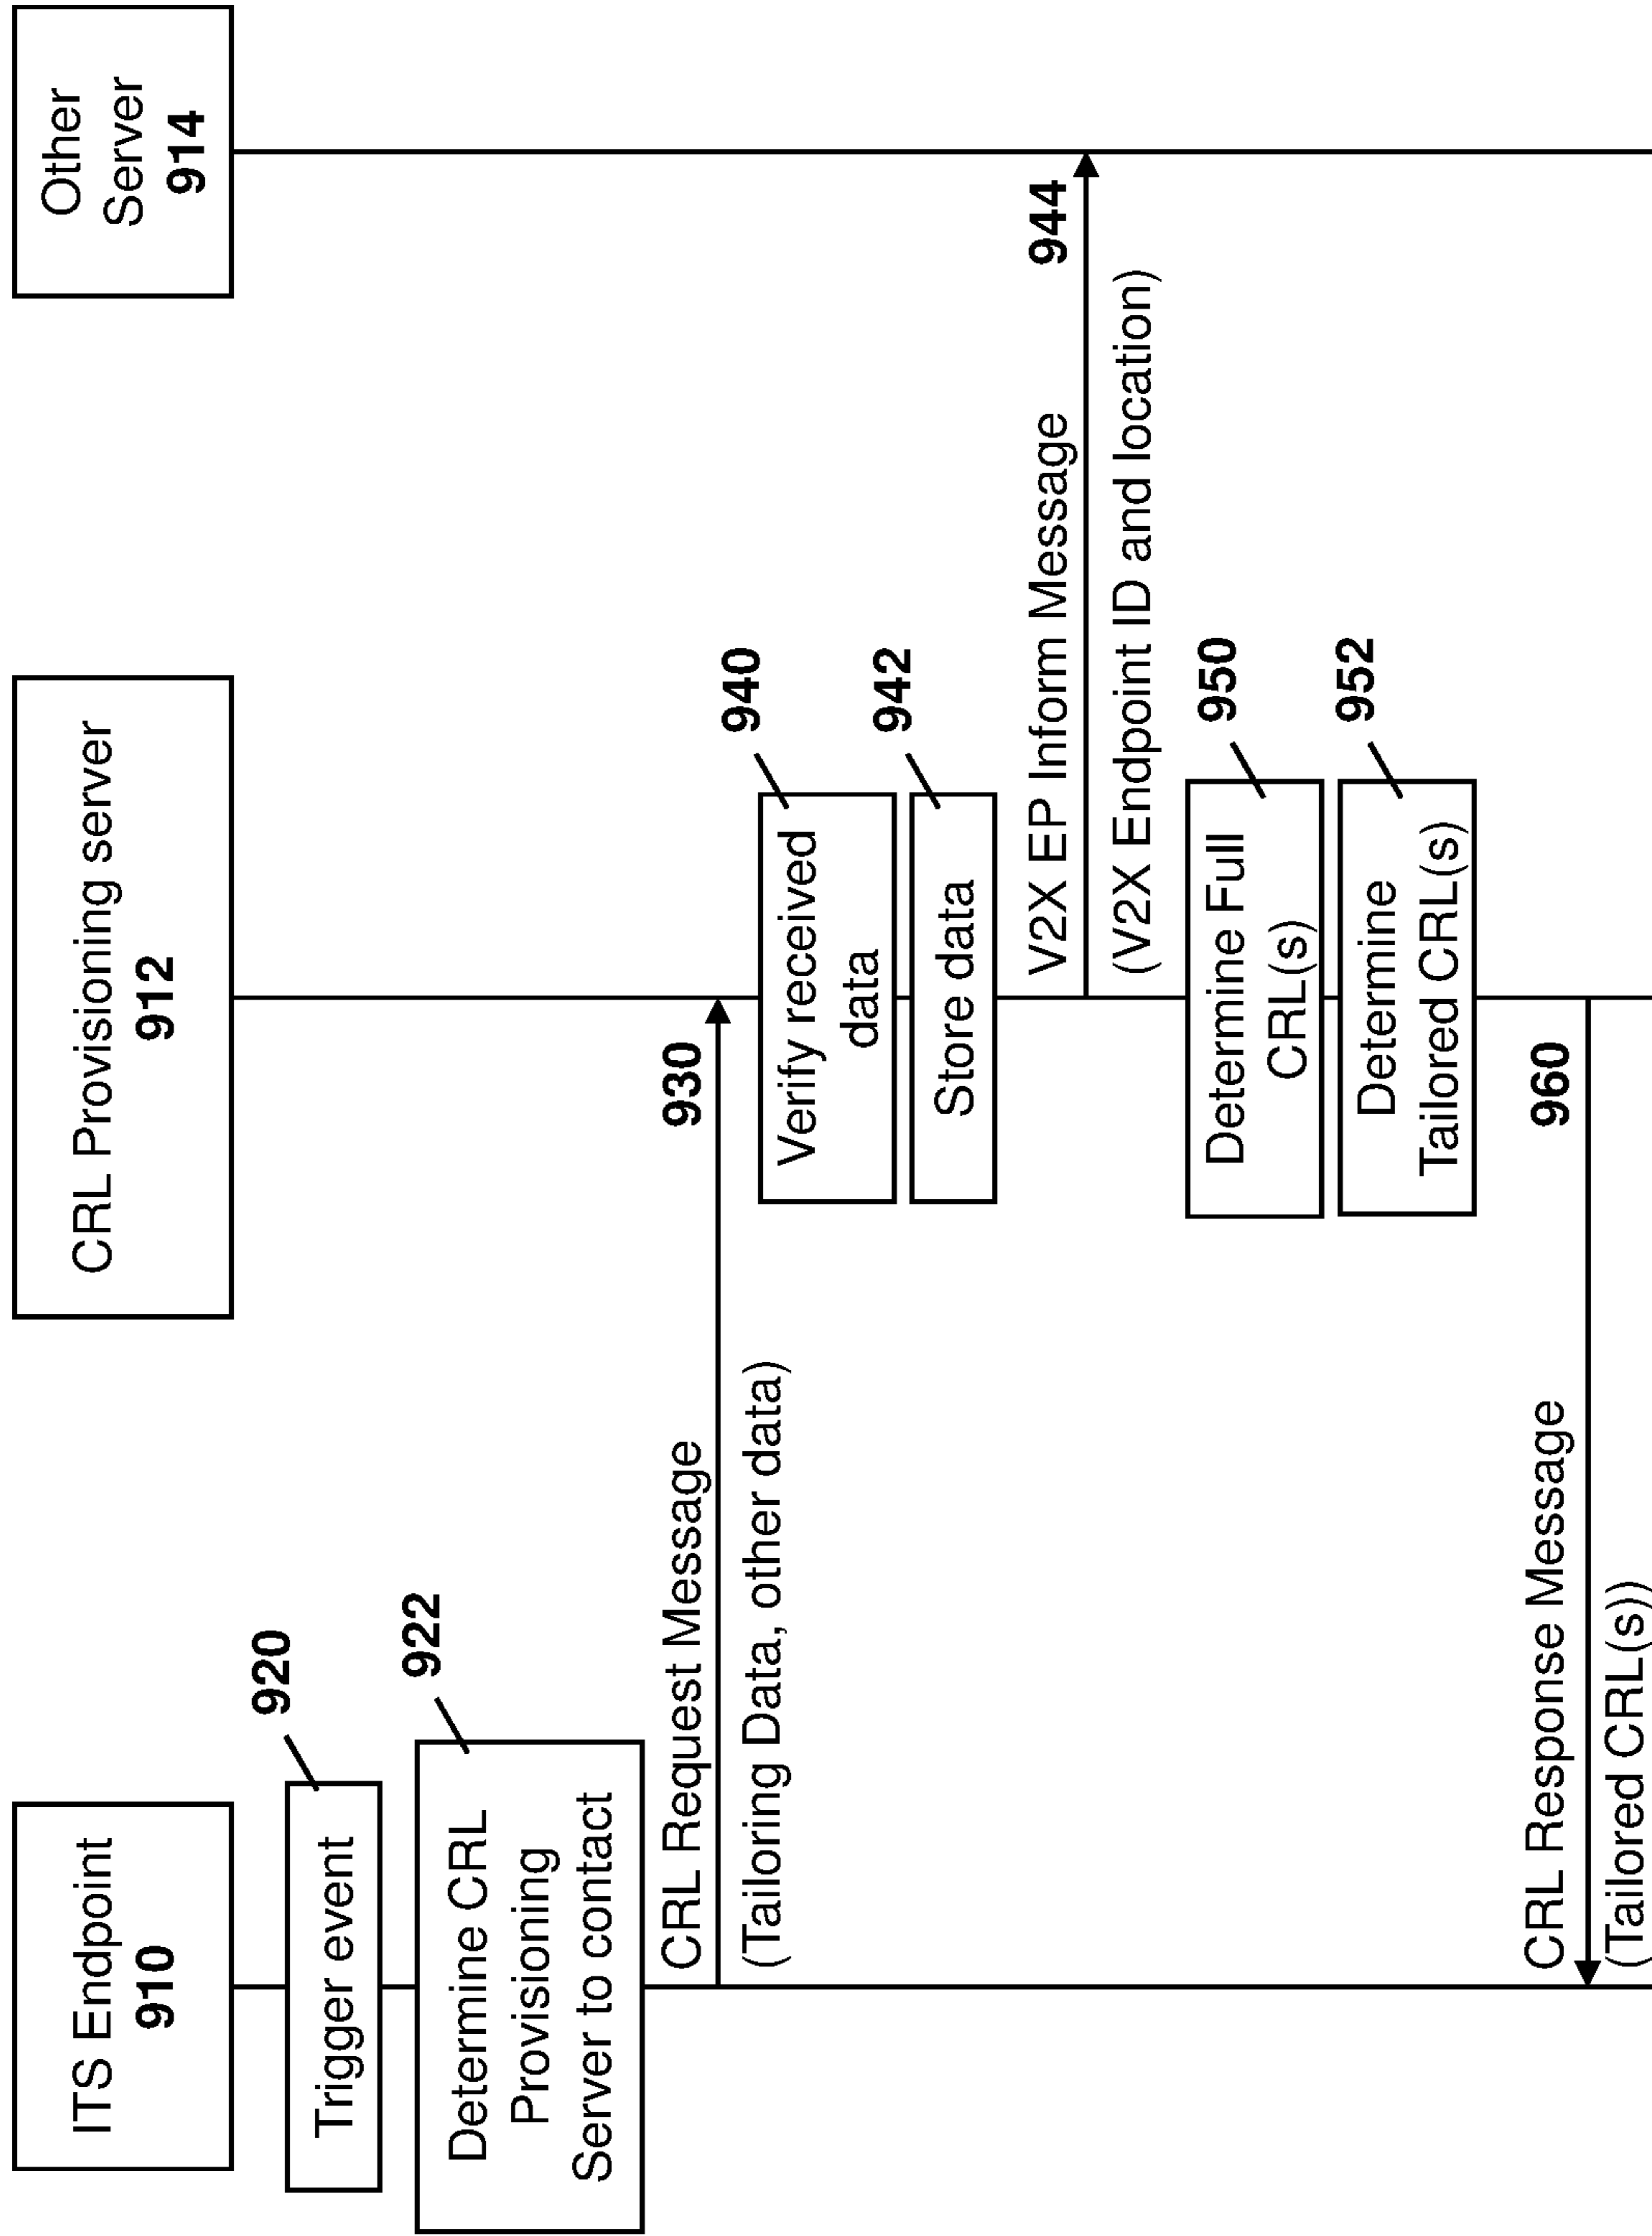 ITS Endpoint
910
CRL Provisioning server
912
Other
Server
914
Trigger event
920
Determine CRL
Provisioning
Server to contact
922
CRL Request Message
930
(Tailoring Data, other data)
Verify received
data
940
Store data
942
V2X EP Inform Message
944
(V2X Endpoint ID and location)
Determine Full
CRL(s)
950
Determine
Tailored CRL(s)
952
CRL Response Message
960
(Tailored CRL(s))